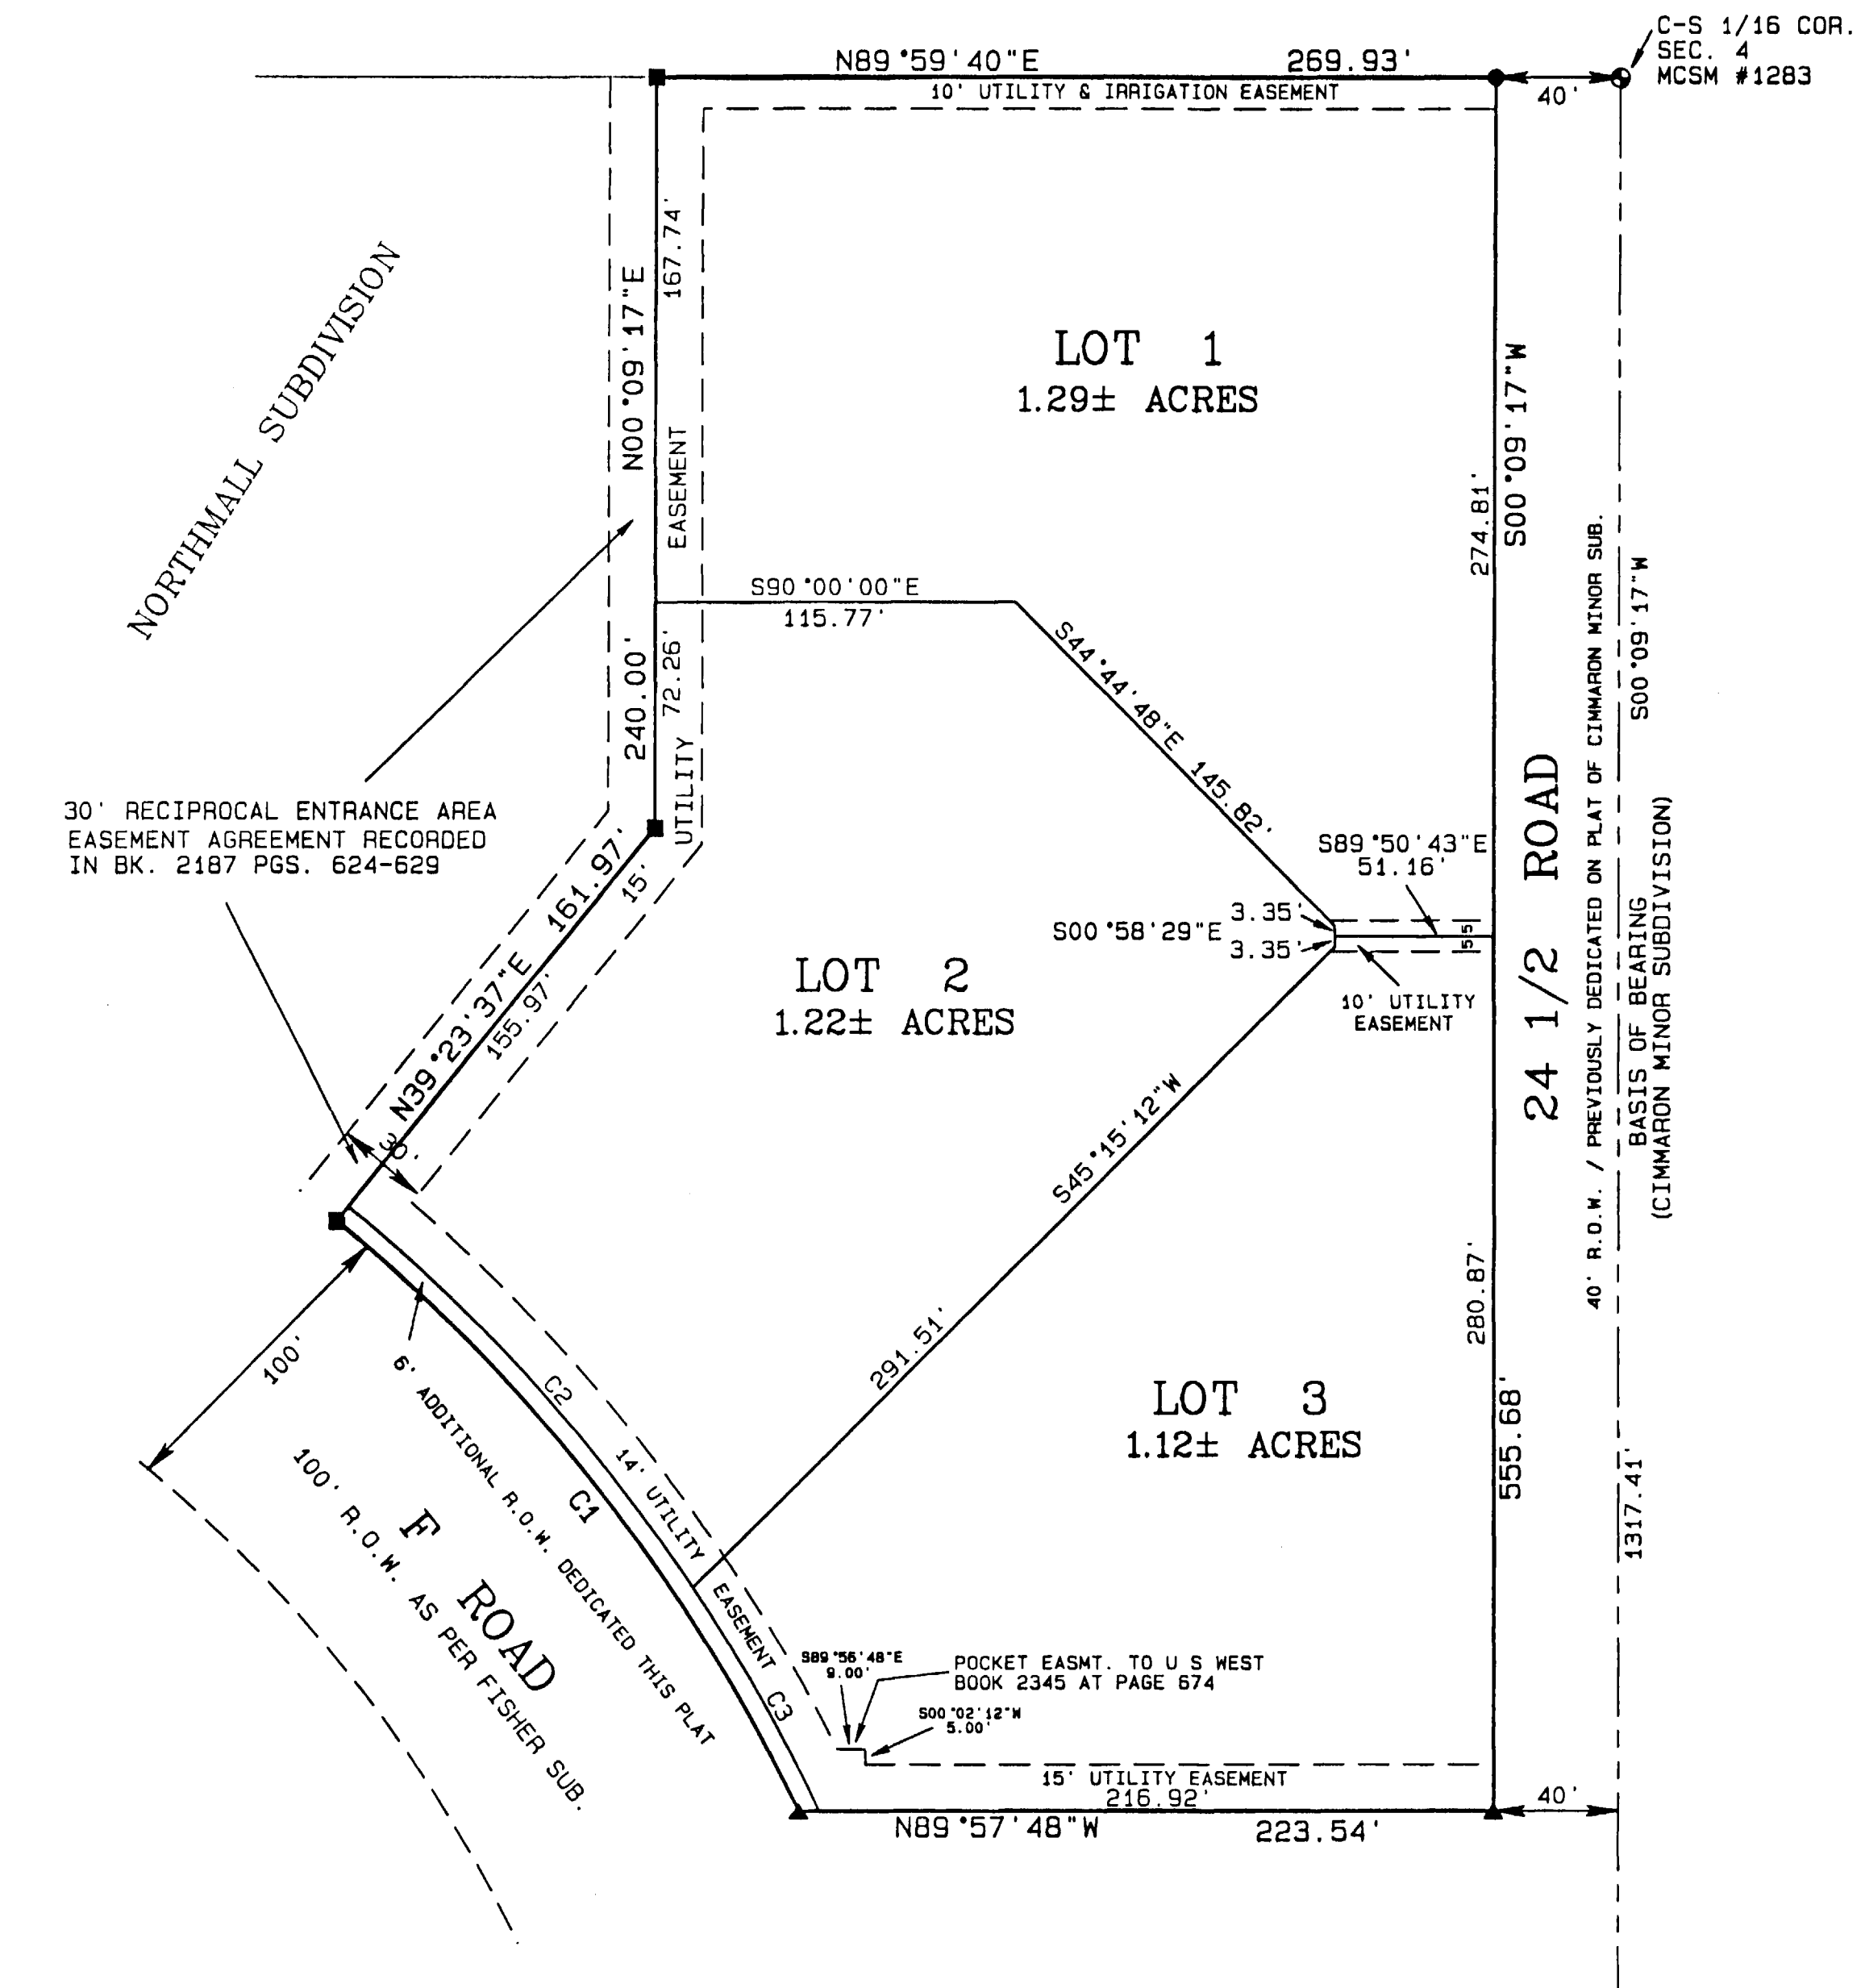 C-S 1/16 COR.
SEC. 4
MCSM #1283
N89°59'40"E 269.93'
40'
10' UTILITY & IRRIGATION EASEMENT
NORTHMALL SUBDIVISION
N00°09'17"E 240.00'
167.74'
72.26'
UTILITY EASEMENT
LOT 1
1.29± ACRES
274.81'
S00°09'17"W 555.68'
S90°00'00"E
115.77'
S44°44'48"E 145.82'
30' RECIPROCAL ENTRANCE AREA
EASEMENT AGREEMENT RECORDED
IN BK. 2187 PGS. 624-629
N39°23'37"E 161.97'
15'
155.97'
30'
S89°50'43"E
51.16'
3.35'
S00°58'29"E
3.35'
5'
5'
10' UTILITY
EASEMENT
LOT 2
1.22± ACRES
S45°15'12"W
291.51'
24 1/2 ROAD
40' R.O.W. / PREVIOUSLY DEDICATED ON PLAT OF CIMMARON MINOR SUB.
S00°09'17"W
BASIS OF BEARING
(CIMMARON MINOR SUBDIVISION)
1317.41'
280.87'
LOT 3
1.12± ACRES
100'
6' ADDITIONAL R.O.W. DEDICATED THIS PLAT
C2
14' UTILITY EASEMENT
C1
C3
F ROAD
100' R.O.W. AS PER FISHER SUB.
S89°56'48"E
9.00'
POCKET EASMT. TO U S WEST
BOOK 2345 AT PAGE 674
S00°02'12"W
5.00'
15' UTILITY EASEMENT
216.92'
N89°57'48"W 223.54'
40'